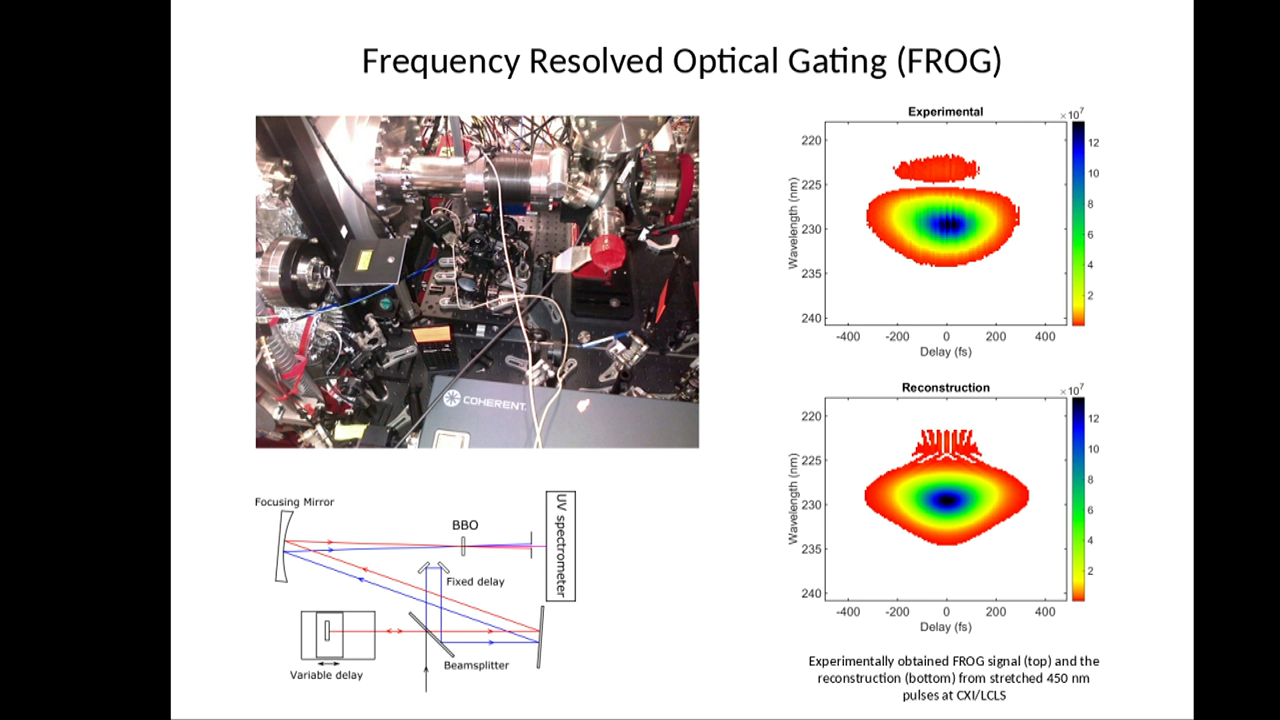 Frequency Resolved Optical Gating (FROG)
COHERENT
Experimental
×10⁷
220
225
230
235
240
Wavelength (nm)
-400 -200 0 200 400
Delay (fs)
12
10
8
6
4
2
Reconstruction
×10⁷
220
225
230
235
240
Wavelength (nm)
-400 -200 0 200 400
Delay (fs)
12
10
8
6
4
2
Focusing Mirror
BBO
UV spectrometer
Fixed delay
Beamsplitter
Variable delay
Experimentally obtained FROG signal (top) and the
reconstruction (bottom) from stretched 450 nm
pulses at CXI/LCLS